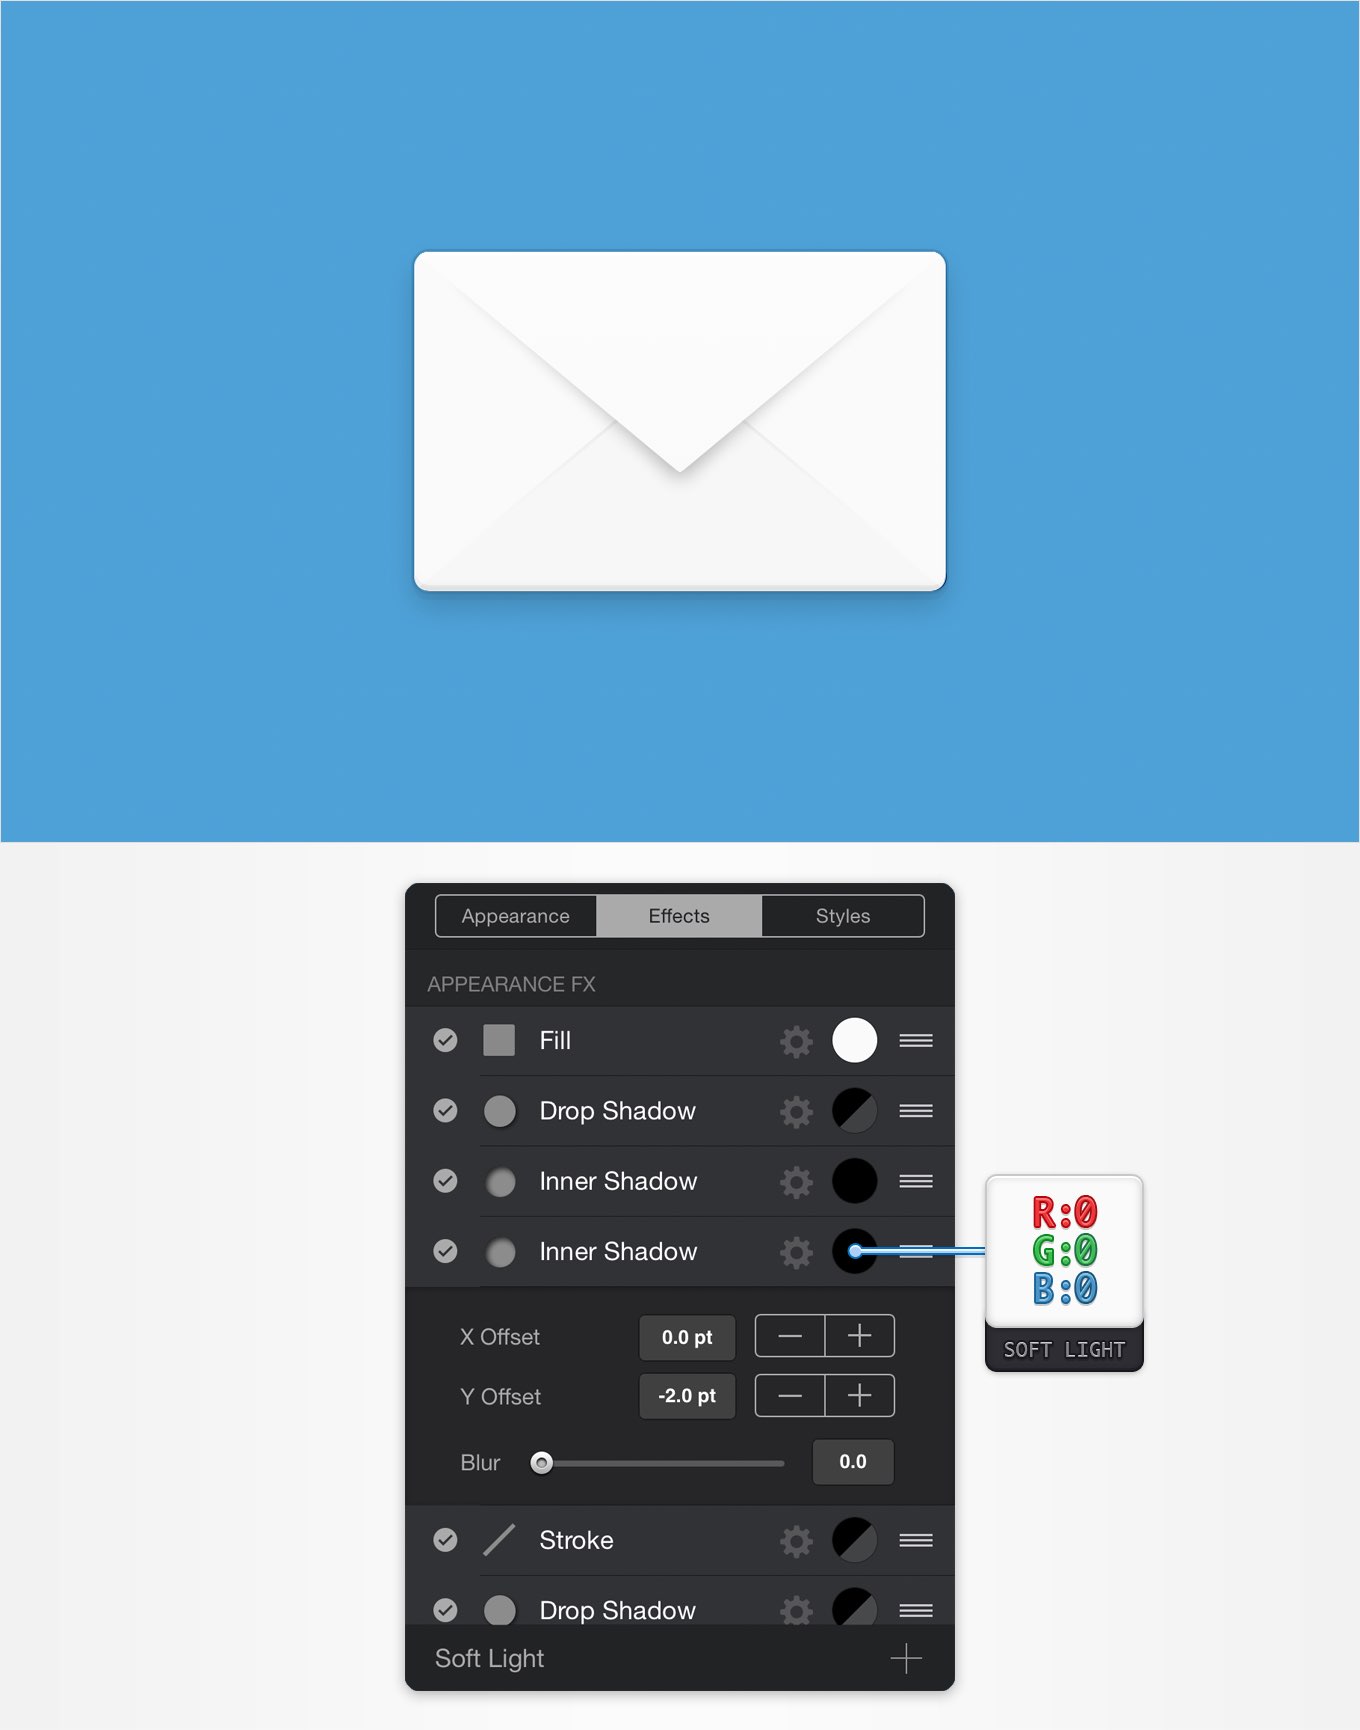 Appearance Effects Styles
APPEARANCE FX
Fill
Drop Shadow
Inner Shadow
Inner Shadow
R:0
G:0
B:0
SOFT LIGHT
X Offset 0.0 pt
Y Offset -2.0 pt
Blur 0.0
Stroke
Drop Shadow
Soft Light